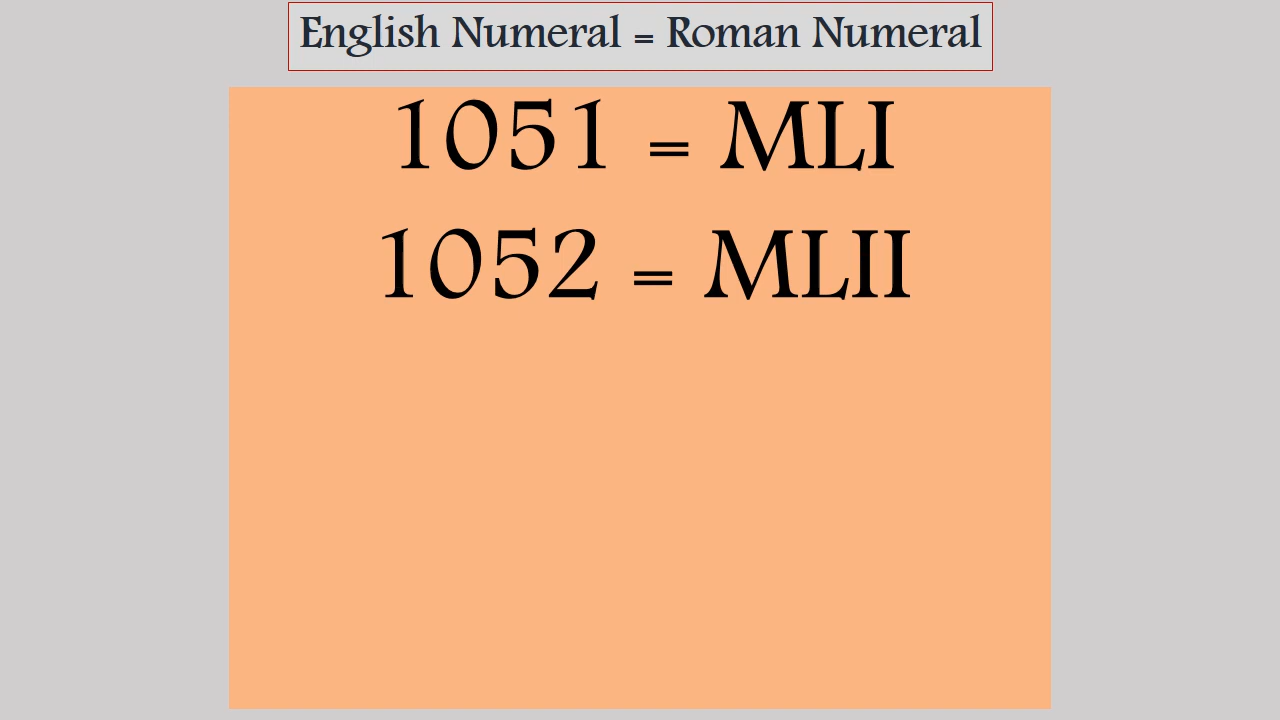 English Numeral = Roman Numeral
1051 = MLI
1052 = MLII